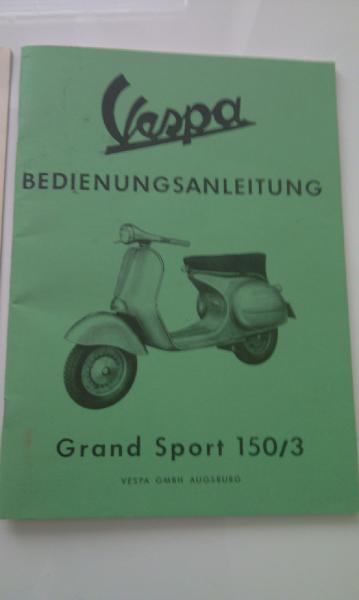 Vespa
BEDIENUNGSANLEITUNG
Grand Sport 150/3
VESPA GMBH AUGSBURG